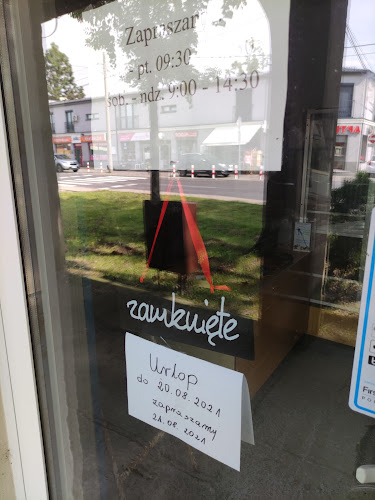 Zapraszam
- pt. 09:30
sob. - ndz. 9:00 - 14:30
zamknięte
Urlop
do 20.08.2021
zapraszamy
21.08.2021